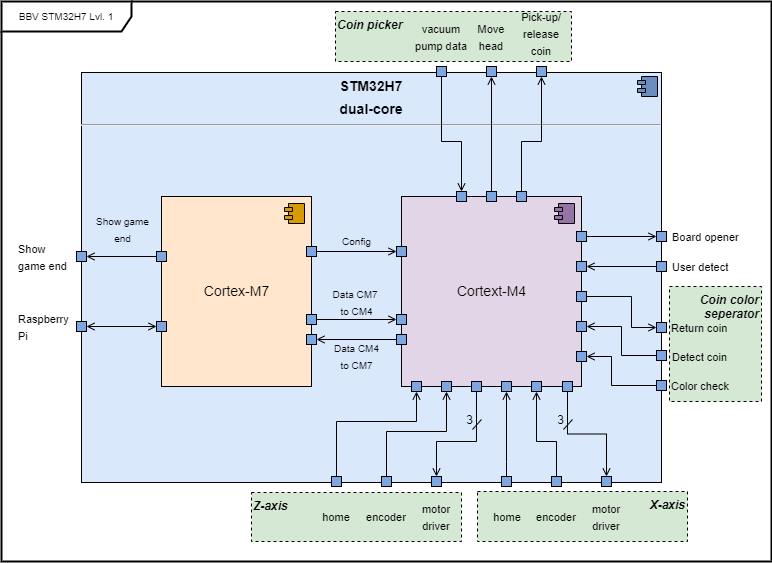 BBV STM32H7 Lvl. 1
Coin picker
vacuum
pump data
Move
head
Pick-up/
release
coin
STM32H7
dual-core
Show game
end
Show
game end
Raspberry
Pi
Cortex-M7
Config
Data CM7
to CM4
Data CM4
to CM7
Cortext-M4
Board opener
User detect
Coin color
seperator
Return coin
Detect coin
Color check
3
3
Z-axis
home
encoder
motor
driver
home
encoder
motor
driver
X-axis